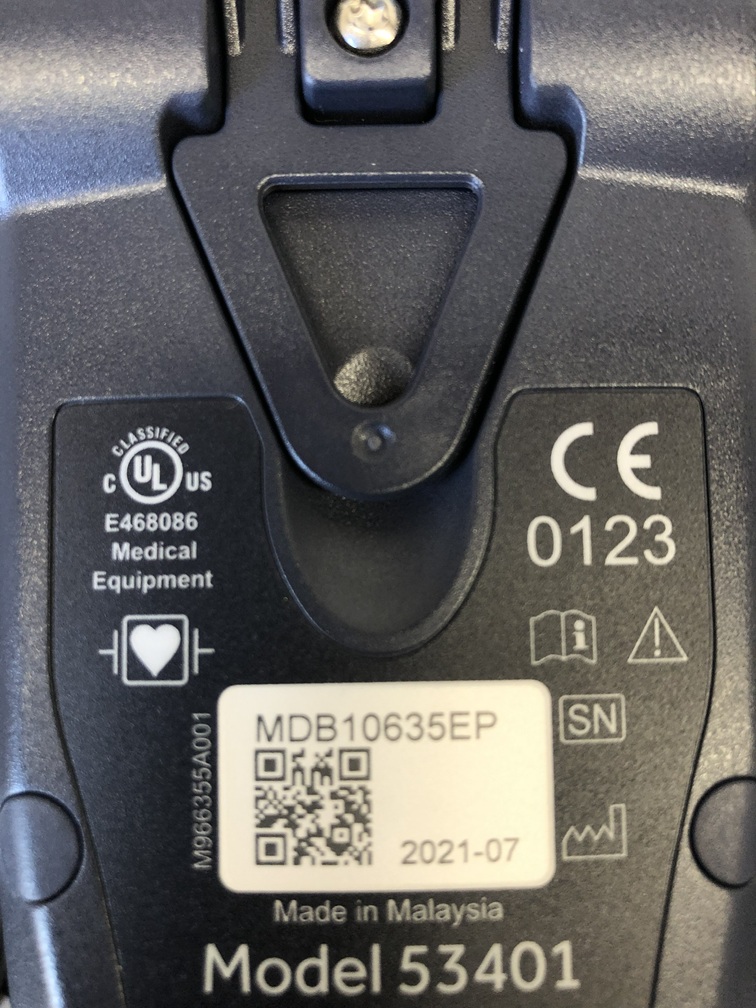 CLASSIFIED
C UL US
E468086
Medical
Equipment
CE
0123
SN
MDB10635EP
2021-07
M966355A001
Made in Malaysia
Model 53401